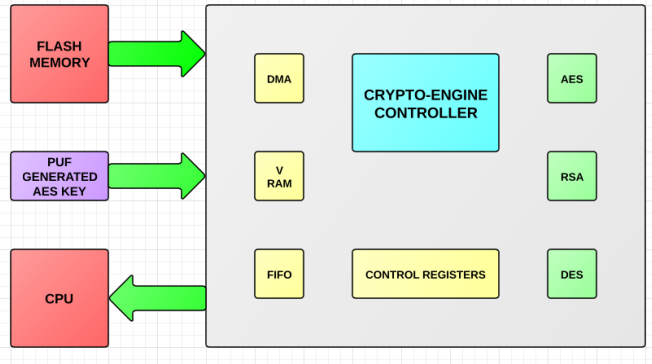 FLASH
MEMORY
DMA
CRYPTO-ENGINE
CONTROLLER
AES
PUF
GENERATED
AES KEY
V
RAM
RSA
CPU
FIFO
CONTROL REGISTERS
DES